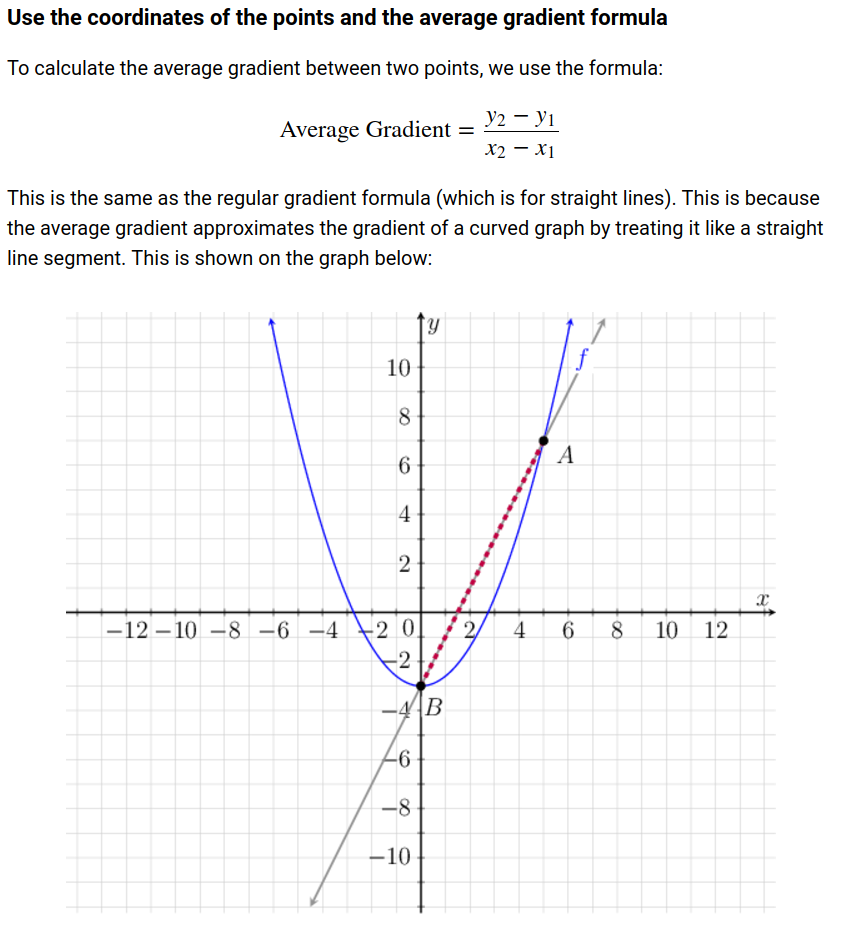 Use the coordinates of the points and the average gradient formula
To calculate the average gradient between two points, we use the formula:
Average Gradient = \frac{y_2 − y_1}{x_2 − x_1}
This is the same as the regular gradient formula (which is for straight lines). This is because
the average gradient approximates the gradient of a curved graph by treating it like a straight
line segment. This is shown on the graph below:
y
10
f
8
A
6
4
2
x
−12 −10 −8 −6 −4 −2 0 2 4 6 8 10 12
−2
−4 B
−6
−8
−10